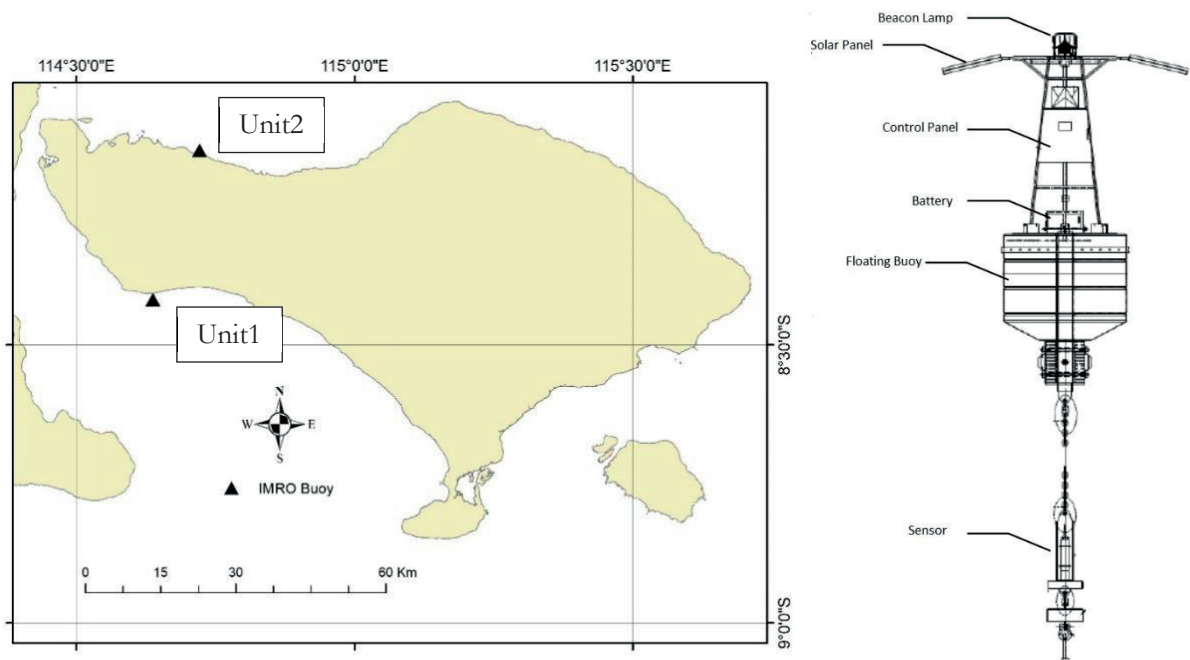 114°30'0"E
115°0'0"E
115°30'0"E
Unit2
Unit1
8°30'0"S
N
W
E
S
IMRO Buoy
0 15 30 60 Km
9°0'0"S
Beacon Lamp
Solar Panel
Control Panel
Battery
Floating Buoy
Sensor